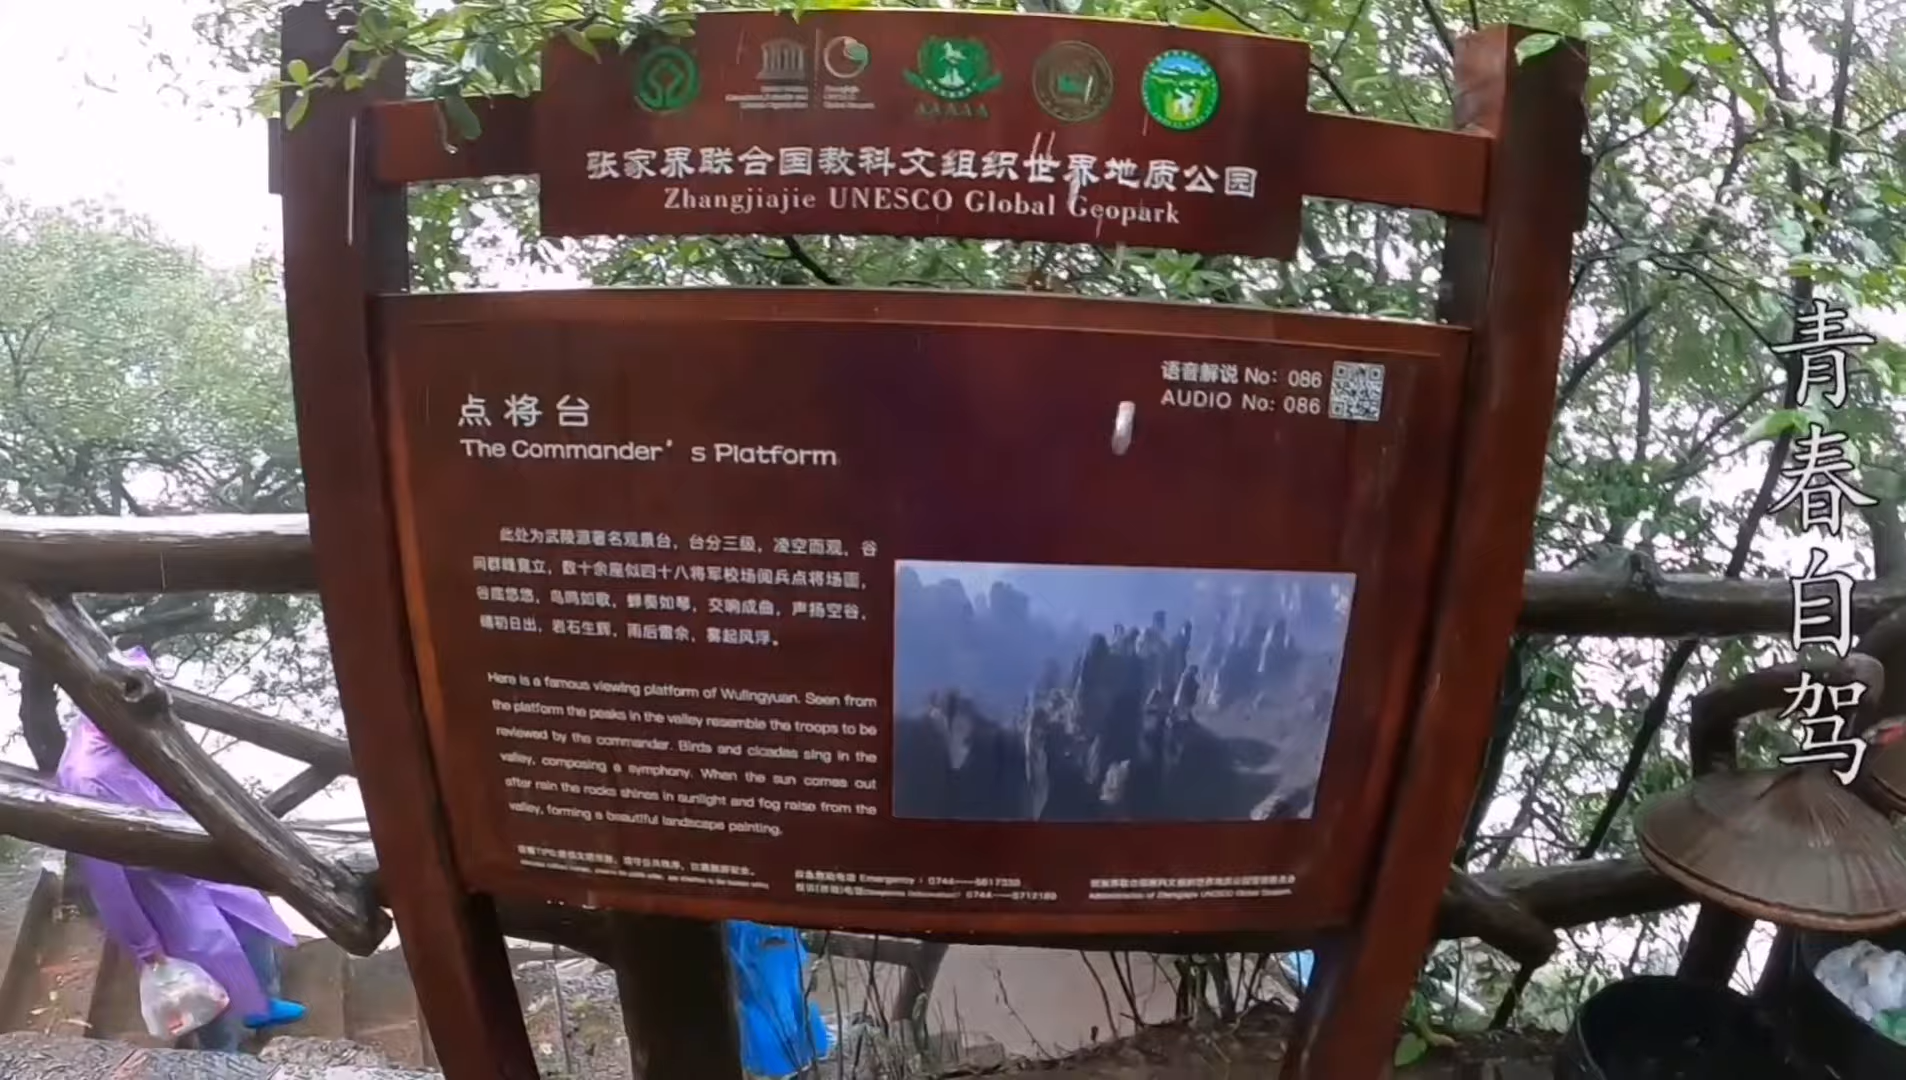 张家界联合国教科文组织世界地质公园
Zhangjiajie UNESCO Global Geopark
语音解说 No: 086
AUDIO No: 086
点将台
The Commander's Platform
此处为武陵源著名观景台，台分三级，凌空而观，谷
间群峰竟立，数十余座似四十八将军校场阅兵点将场面，
谷底悠悠，鸟鸣如歌，蝉奏如琴，交响成曲，声扬空谷，
晴初日出，岩石生辉，雨后雷余，雾起风浮。
Here is a famous viewing platform of Wulingyuan. Seen from
the platform the peaks in the valley resemble the troops to be
reviewed by the commander. Birds and cicadas sing in the
valley, composing a symphony. When the sun comes out
after rain the rocks shines in sunlight and fog raise from the
valley, forming a beautiful landscape painting.
青春自驾